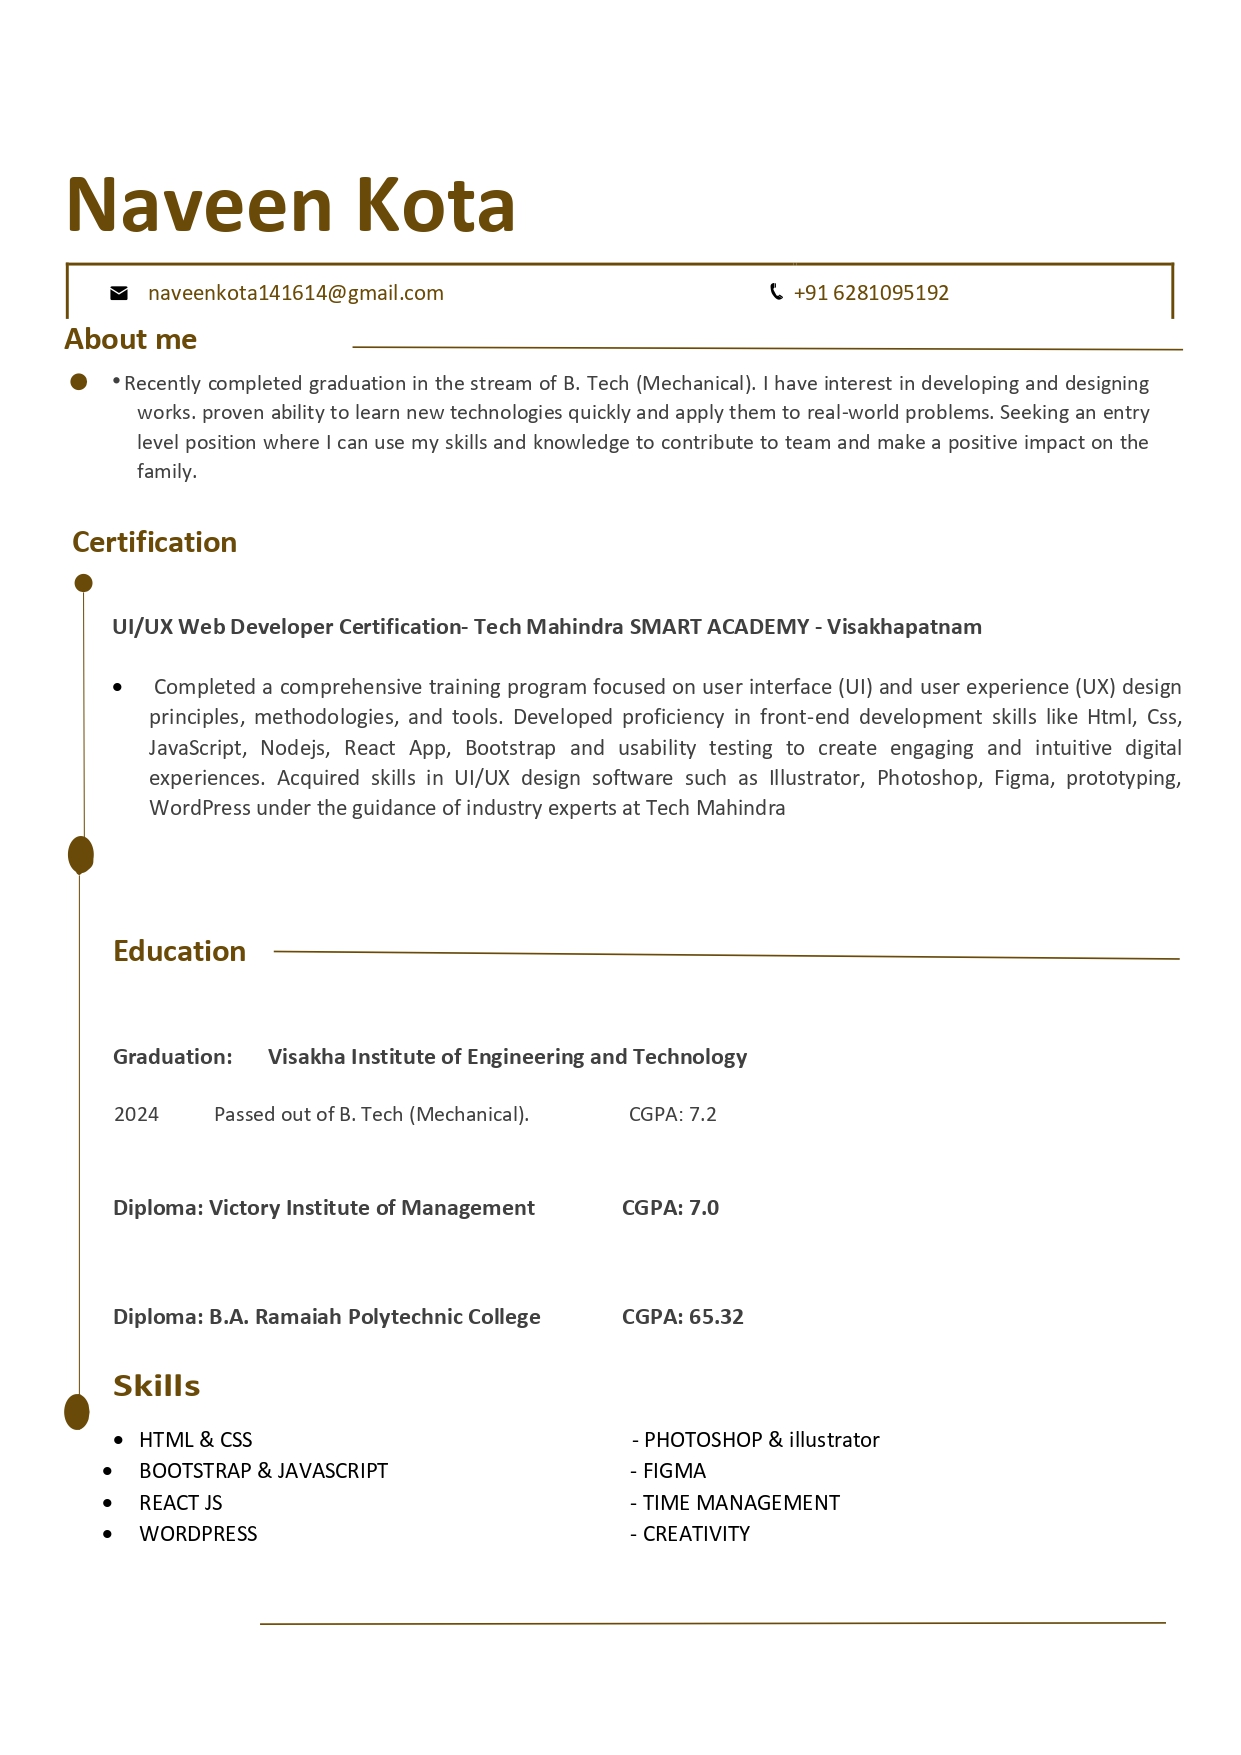 Naveen Kota
naveenkota141614@gmail.com +91 6281095192
About me
• Recently completed graduation in the stream of B. Tech (Mechanical). I have interest in developing and designing
works. proven ability to learn new technologies quickly and apply them to real-world problems. Seeking an entry
level position where I can use my skills and knowledge to contribute to team and make a positive impact on the
family.
Certification
UI/UX Web Developer Certification- Tech Mahindra SMART ACADEMY - Visakhapatnam
• Completed a comprehensive training program focused on user interface (UI) and user experience (UX) design
principles, methodologies, and tools. Developed proficiency in front-end development skills like Html, Css,
JavaScript, Nodejs, React App, Bootstrap and usability testing to create engaging and intuitive digital
experiences. Acquired skills in UI/UX design software such as Illustrator, Photoshop, Figma, prototyping,
WordPress under the guidance of industry experts at Tech Mahindra
Education
Graduation: Visakha Institute of Engineering and Technology
2024 Passed out of B. Tech (Mechanical). CGPA: 7.2
Diploma: Victory Institute of Management CGPA: 7.0
Diploma: B.A. Ramaiah Polytechnic College CGPA: 65.32
Skills
• HTML & CSS - PHOTOSHOP & illustrator
• BOOTSTRAP & JAVASCRIPT - FIGMA
• REACT JS - TIME MANAGEMENT
• WORDPRESS - CREATIVITY